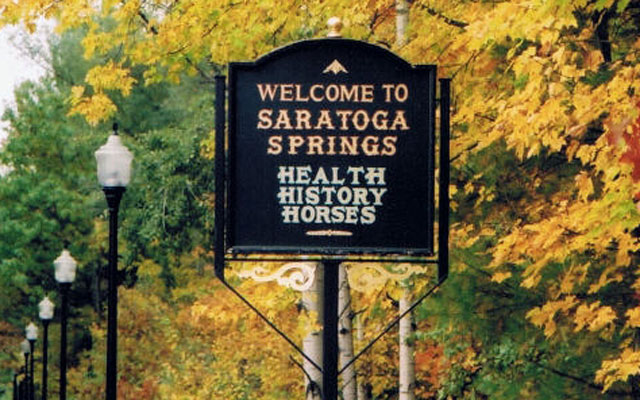 WELCOME TO
SARATOGA
SPRINGS
HEALTH
HISTORY
HORSES